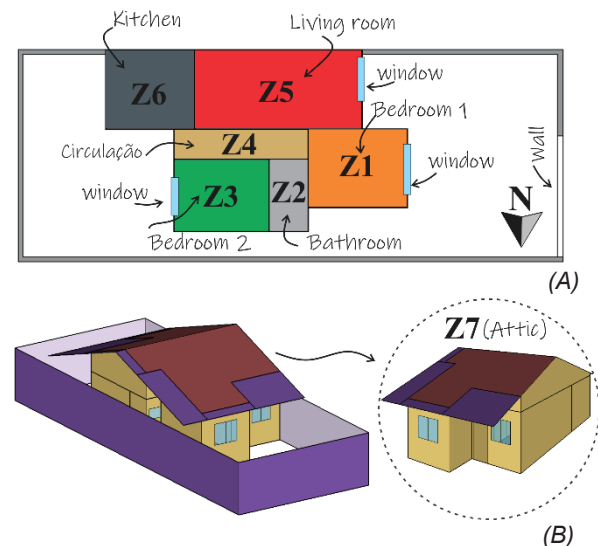 Kitchen
Living room
Z6
Z5
window
Bedroom 1
Circulação
Z4
Z1
window
Wall
window
Z3
Z2
N
Bedroom 2
Bathroom
(A)
Z7(Attic)
(B)